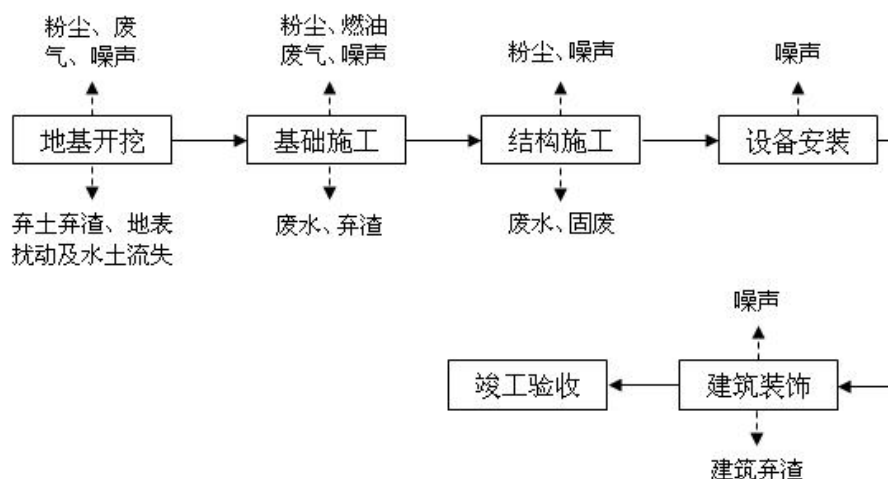 粉尘、废
气、噪声
粉尘、燃油
废气、噪声
粉尘、噪声
噪声
地基开挖
基础施工
结构施工
设备安装
弃土弃渣、地表
扰动及水土流失
废水、弃渣
废水、固废
噪声
竣工验收
建筑装饰
建筑弃渣